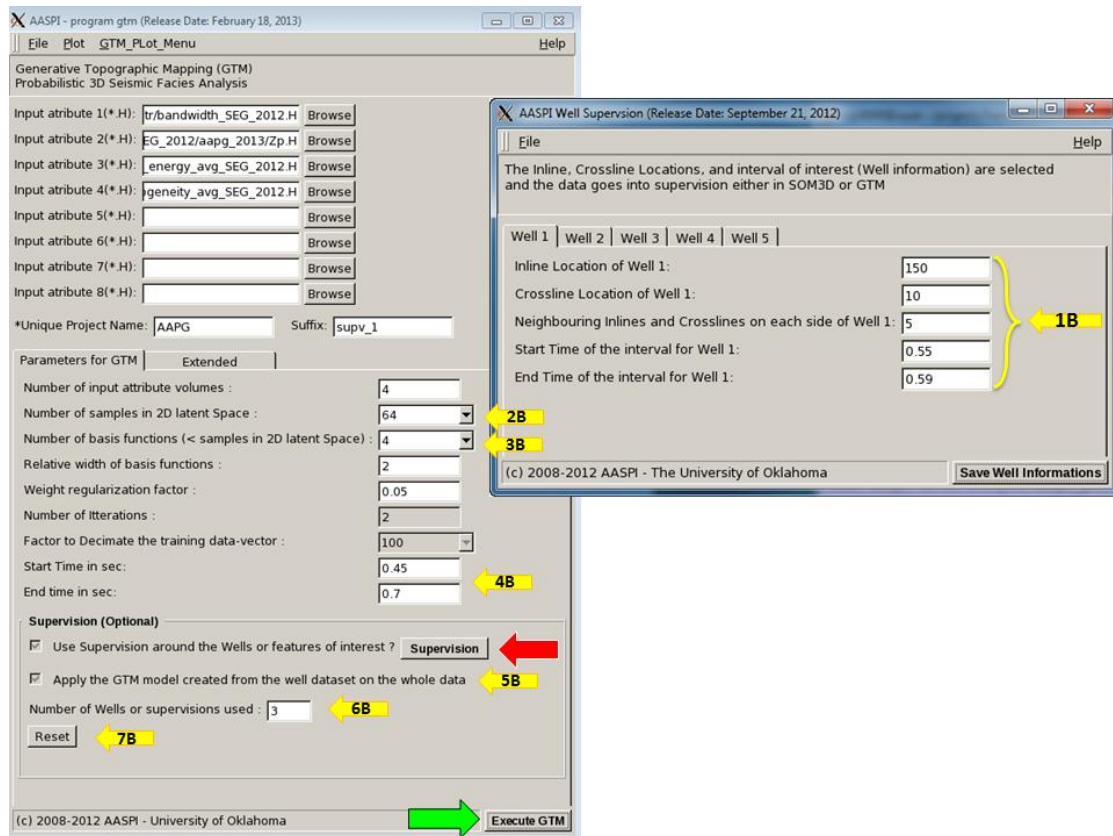 AASPI - program gtm (Release Date: February 18, 2013)
File Plot GTM_PLot_Menu Help
Generative Topographic Mapping (GTM)
Probabilistic 3D Seismic Facies Analysis
Input atribute 1(*.H): tr/bandwidth_SEG_2012.H Browse
Input atribute 2(*.H): EG_2012/aapg_2013/Zp.H Browse
Input atribute 3(*.H): _energy_avg_SEG_2012.H Browse
Input atribute 4(*.H): geneity_avg_SEG_2012.H Browse
Input atribute 5(*.H): Browse
Input atribute 6(*.H): Browse
Input atribute 7(*.H): Browse
Input atribute 8(*.H): Browse
*Unique Project Name: AAPG Suffix: supv_1
Parameters for GTM Extended
Number of input attribute volumes : 4
Number of samples in 2D latent Space : 64
2B
Number of basis functions (< samples in 2D latent Space) : 4
3B
Relative width of basis functions : 2
Weight regularization factor : 0.05
Number of Itterations : 2
Factor to Decimate the training data-vector : 100
Start Time in sec: 0.45
4B
End time in sec: 0.7
Supervision (Optional)
Use Supervision around the Wells or features of interest ? Supervision
Apply the GTM model created from the well dataset on the whole data
5B
Number of Wells or supervisions used : 3
6B
Reset
7B
(c) 2008-2012 AASPI - University of Oklahoma Execute GTM
AASPI Well Supervsion (Release Date: September 21, 2012)
File Help
The Inline, Crossline Locations, and interval of interest (Well information) are selected
and the data goes into supervision either in SOM3D or GTM
Well 1 Well 2 Well 3 Well 4 Well 5
Inline Location of Well 1: 150
Crossline Location of Well 1: 10
Neighbouring Inlines and Crosslines on each side of Well 1: 5
1B
Start Time of the interval for Well 1: 0.55
End Time of the interval for Well 1: 0.59
(c) 2008-2012 AASPI - The University of Oklahoma Save Well Informations